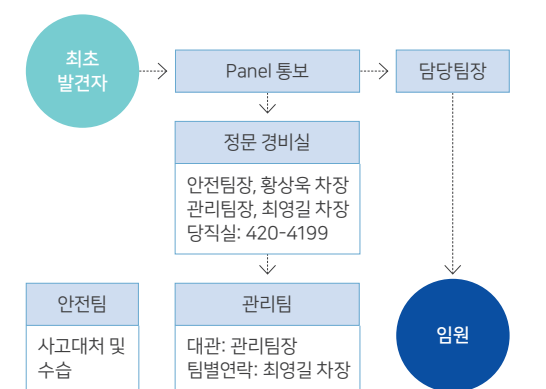 최초
발견자
Panel 통보
담당팀장
정문 경비실
안전팀장, 황상욱 차장
관리팀장, 최영길 차장
당직실: 420-4199
안전팀
사고대처 및
수습
관리팀
대관: 관리팀장
팀별연락: 최영길 차장
임원